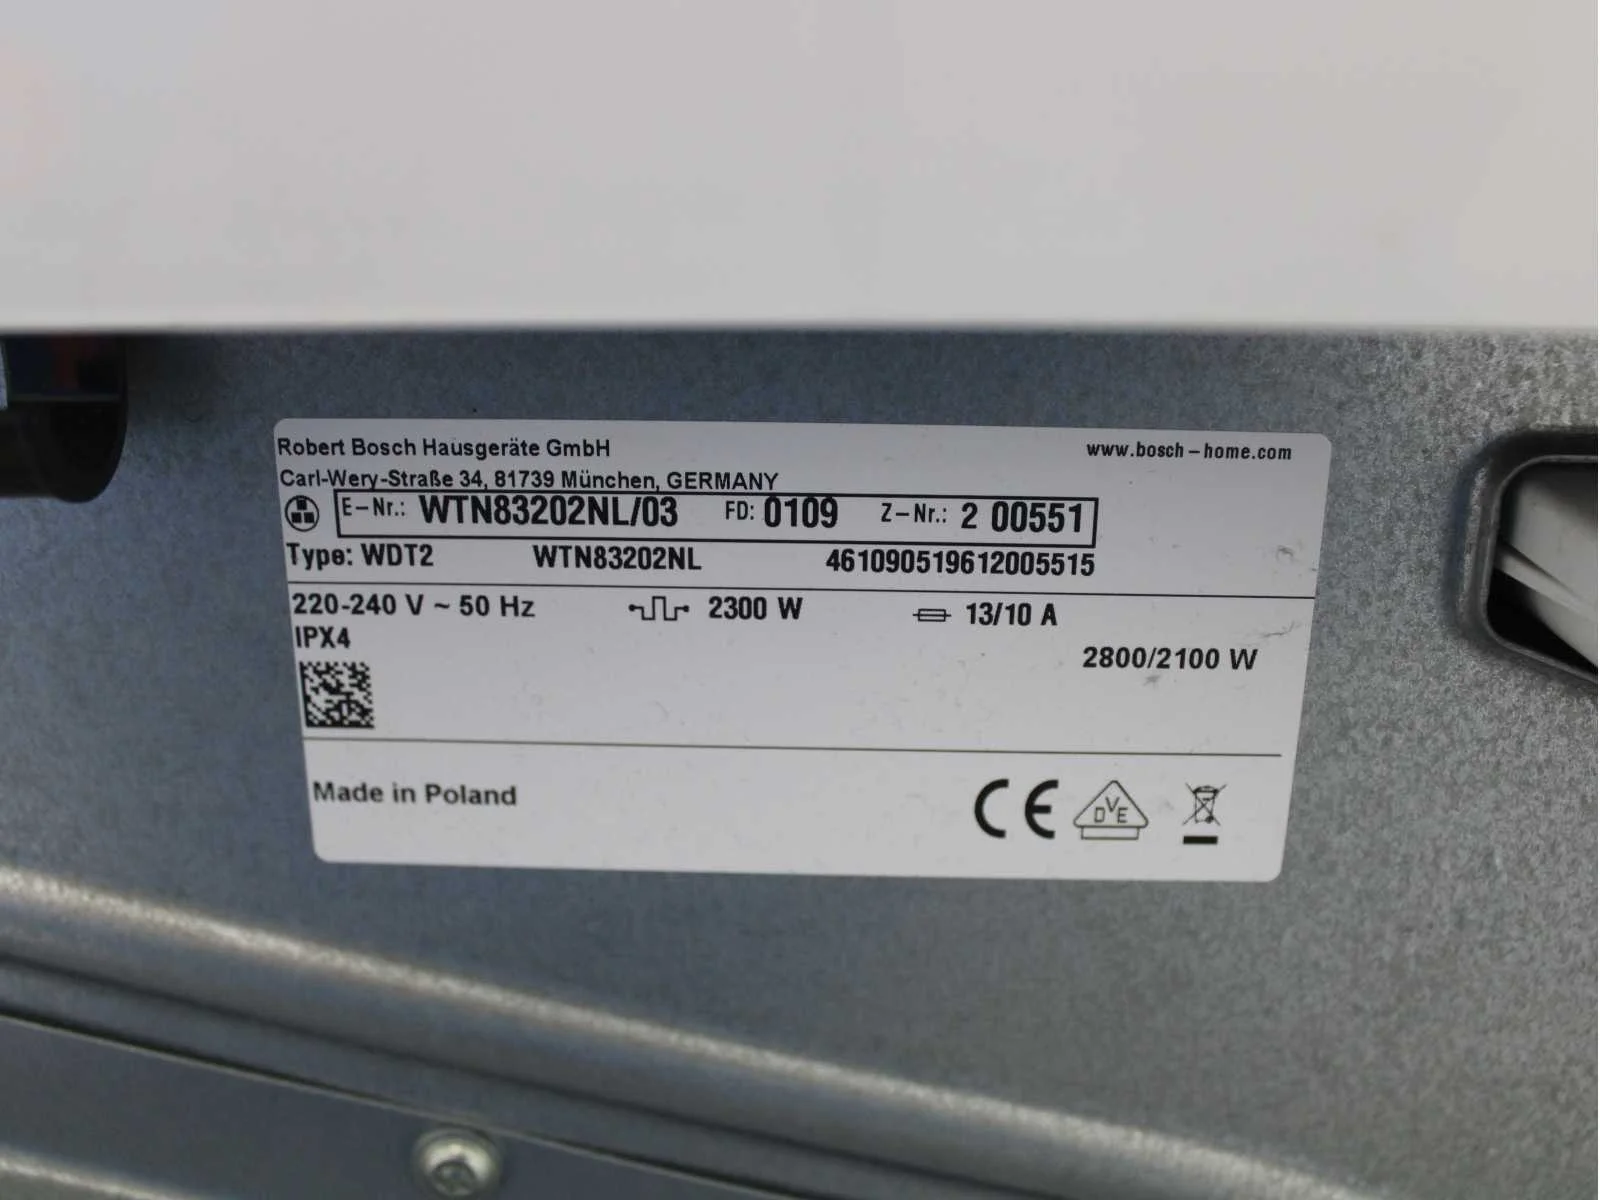 Robert Bosch Hausgeräte GmbH
www.bosch-home.com
Carl-Wery-Straße 34, 81739 München, GERMANY
E-Nr.: WTN83202NL/03 FD: 0109 Z-Nr.: 2 00551
Type: WDT2 WTN83202NL 461090519612005515
220-240 V ~ 50 Hz 2300 W 13/10 A
IPX4
2800/2100 W
Made in Poland
CE DVE